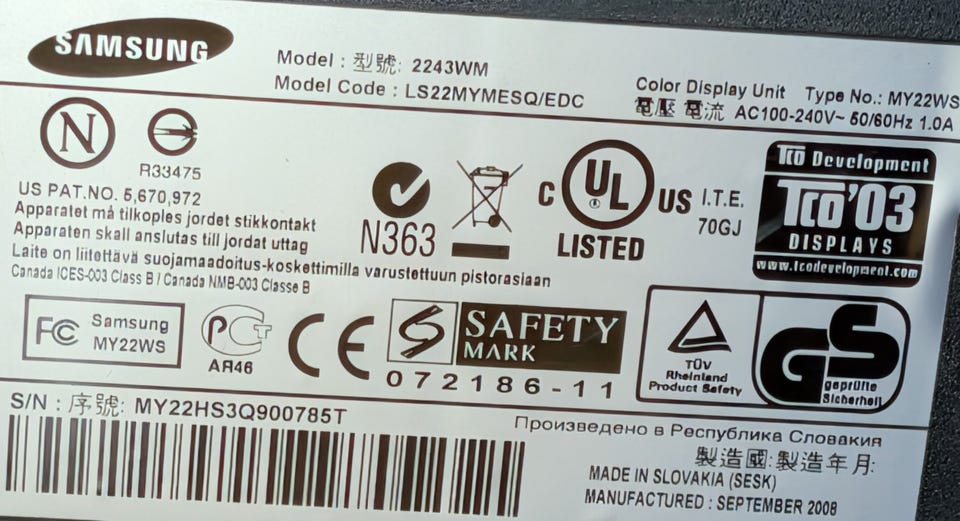 SAMSUNG
Model : 型號: 2243WM
Model Code : LS22MYMESQ/EDC
Color Display Unit Type No.: MY22WS
電壓 電流 AC100-240V~ 50/60Hz 1.0A
N
R33475
US PAT.NO. 5,670,972
Apparatet må tilkoples jordet stikkontakt
Apparaten skall anslutas till jordat uttag
Laite on liitettävä suojamaadoitus-koskettimilla varustettuun pistorasiaan
Canada ICES-003 Class B / Canada NMB-003 Classe B
N363
C UL US
LISTED
I.T.E.
70GJ
TCO Development
TCO'03
DISPLAYS
www.tcodevelopment.com
FC Samsung
MY22WS
РСТ
АЯ46
CE
S SAFETY
MARK
072186-11
TÜV
Rheinland
Product Safety
GS
geprüfte
Sicherheit
S/N : 序號: MY22HS3Q900785T
Произведено в Республика Словакия
製造國: 製造年月:
MADE IN SLOVAKIA (SESK)
MANUFACTURED : SEPTEMBER 2008